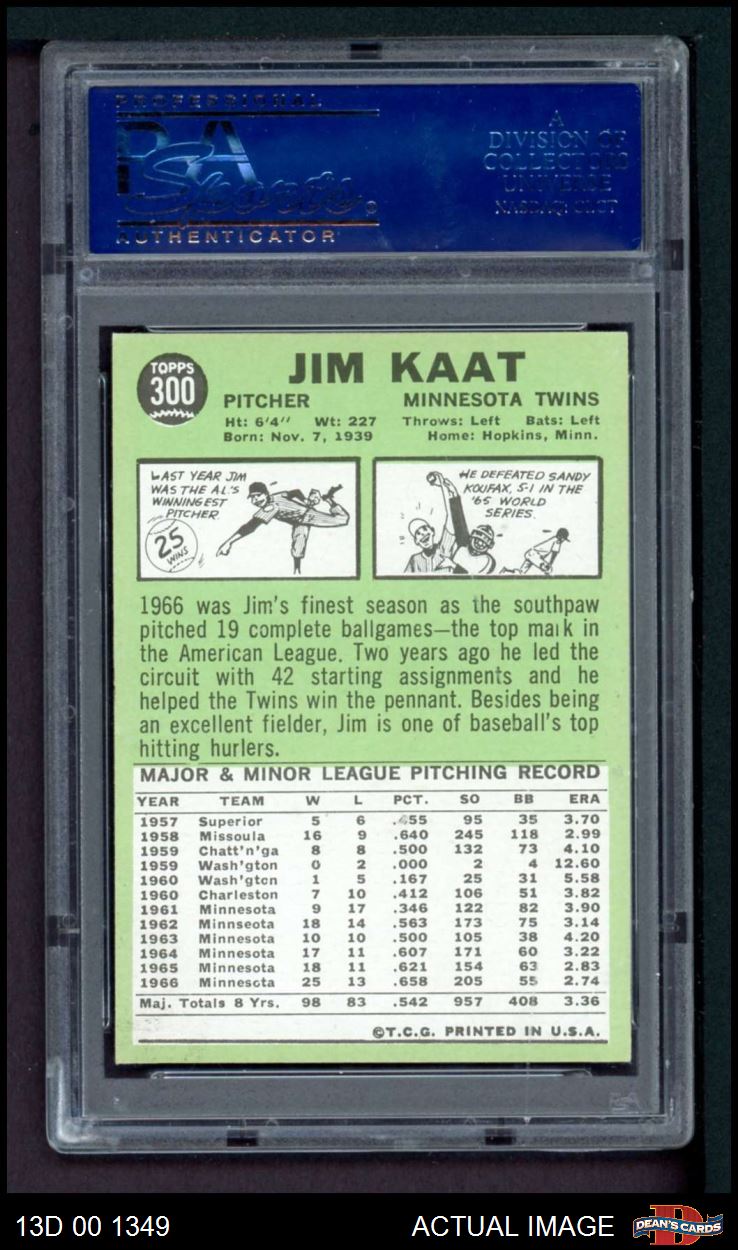 PROFESSIONAL
PSA
Sports
AUTHENTICATOR
A
DIVISION OF
COLLECTORS
UNIVERSE
NASDAQ: CLCT
TOPPS
300
JIM KAAT
PITCHER MINNESOTA TWINS
Ht: 6'4" Wt: 227 Throws: Left Bats: Left
Born: Nov. 7, 1939 Home: Hopkins, Minn.
LAST YEAR JIM
WAS THE AL'S
WINNINGEST
PITCHER.
25
WINS
HE DEFEATED SANDY
KOUFAX, 5-1 IN THE
'65 WORLD
SERIES.
1966 was Jim's finest season as the southpaw
pitched 19 complete ballgames—the top mark in
the American League. Two years ago he led the
circuit with 42 starting assignments and he
helped the Twins win the pennant. Besides being
an excellent fielder, Jim is one of baseball's top
hitting hurlers.
MAJOR & MINOR LEAGUE PITCHING RECORD
YEAR TEAM W L PCT. SO BB ERA
1957 Superior 5 6 .455 95 35 3.70
1958 Missoula 16 9 .640 245 118 2.99
1959 Chatt'n'ga 8 8 .500 132 73 4.10
1959 Wash'gton 0 2 .000 2 4 12.60
1960 Wash'gton 1 5 .167 25 31 5.58
1960 Charleston 7 10 .412 106 51 3.82
1961 Minnesota 9 17 .346 122 82 3.90
1962 Minnseota 18 14 .563 173 75 3.14
1963 Minnesota 10 10 .500 105 38 4.20
1964 Minnesota 17 11 .607 171 60 3.22
1965 Minnesota 18 11 .621 154 63 2.83
1966 Minnesota 25 13 .658 205 55 2.74
Maj. Totals 8 Yrs. 98 83 .542 957 408 3.36
©T.C.G. PRINTED IN U.S.A.
PSA
13D 00 1349 ACTUAL IMAGE DEAN'S CARDS